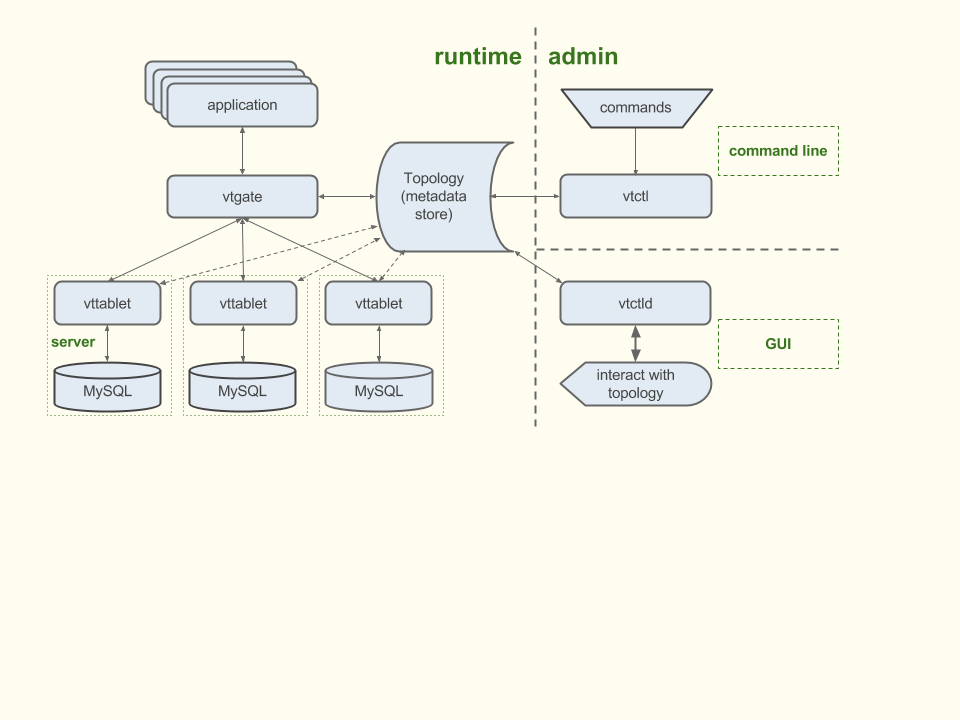 runtime
admin
application
commands
command line
Topology
(metadata
store)
vtgate
vtctl
vttablet
vttablet
vttablet
vtctld
server
GUI
MySQL
MySQL
MySQL
interact with
topology